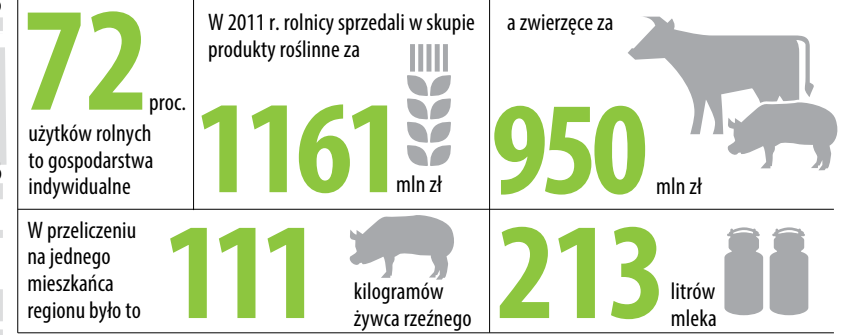 72 proc.
użytków rolnych
to gospodarstwa
indywidualne
W 2011 r. rolnicy sprzedali w skupie
produkty roślinne za
1161 mln zł
a zwierzęce za
950 mln zł
W przeliczeniu
na jednego
mieszkańca
regionu było to
111
kilogramów
żywca rzeźnego
213
litrów
mleka